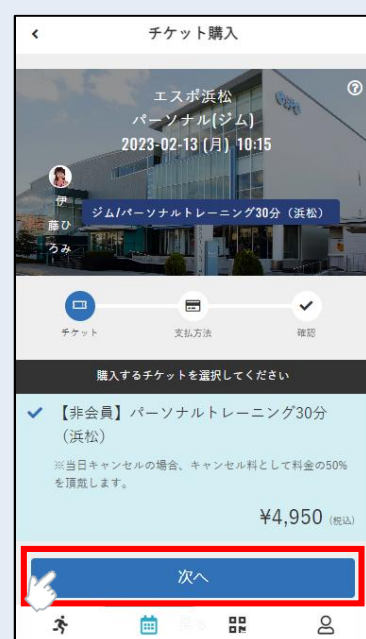 チケット購入
エスポ浜松
パーソナル(ジム)
2023-02-13 (月) 10:15
伊
藤ひ
ろみ
ジム/パーソナルトレーニング30分（浜松）
チケット
支払方法
確認
購入するチケットを選択してください
【非会員】パーソナルトレーニング30分
（浜松）
※当日キャンセルの場合、キャンセル料として料金の50%
を頂戴します。
¥4,950 (税込)
次へ